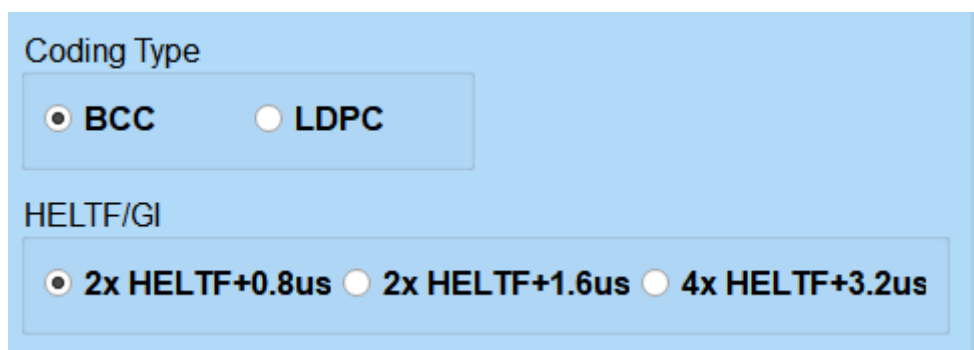 Coding Type
BCC LDPC
HELTF/GI
2x HELTF+0.8us 2x HELTF+1.6us 4x HELTF+3.2us